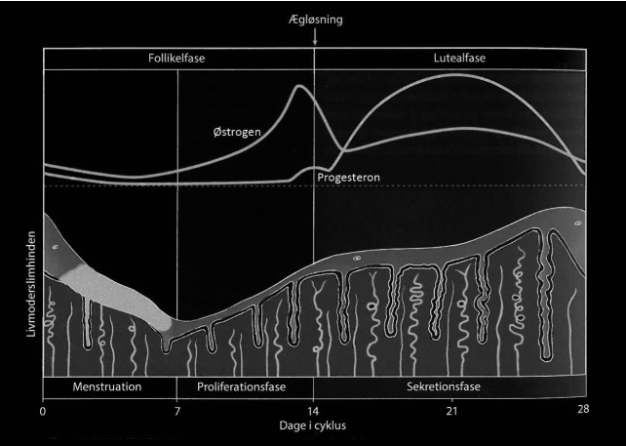 Ægløsning
Follikelfase
Lutealfase
Østrogen
Progesteron
Livmoderslimhinden
Menstruation
Proliferationsfase
Sekretionsfase
0
7
14
21
28
Dage i cyklus